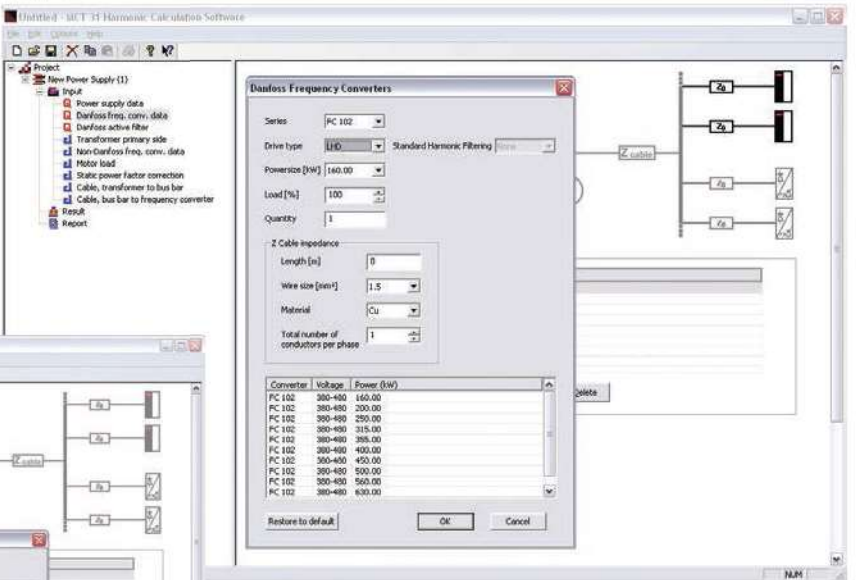 Untitled - MCT 31 Harmonic Calculation Software
File Edit Options Help
Project
New Power Supply (1)
Input
Power supply data
Danfoss freq. conv. data
Danfoss active filter
Transformer primary side
Non-Danfoss freq. conv. data
Motor load
Static power factor correction
Cable, transformer to bus bar
Cable, bus bar to frequency converter
Result
Report
Danfoss Frequency Converters
Series FC 102
Drive type LHD Standard Harmonic Filtering None
Powersize [kW] 160.00
Load [%] 100
Quantity 1
Z Cable impedance
Length [m] 0
Wire size [mm²] 1.5
Material Cu
Total number of
conductors per phase 1
Converter Voltage Power (kW)
FC 102 380-480 160.00
FC 102 380-480 200.00
FC 102 380-480 250.00
FC 102 380-480 315.00
FC 102 380-480 355.00
FC 102 380-480 400.00
FC 102 380-480 450.00
FC 102 380-480 500.00
FC 102 380-480 560.00
FC 102 380-480 630.00
Restore to default OK Cancel
Z cable
Delete
Z cable
NUM